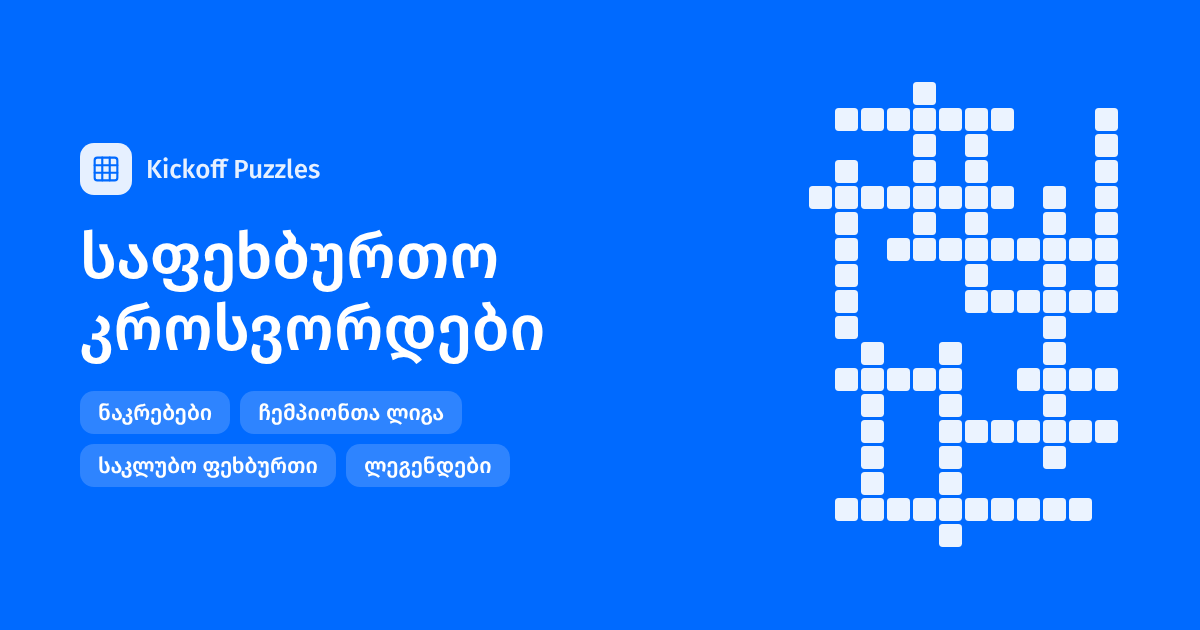 Kickoff Puzzles
საფეხბურთო
კროსვორდები
ნაკრებები
ჩემპიონთა ლიგა
საკლუბო ფეხბურთი
ლეგენდები